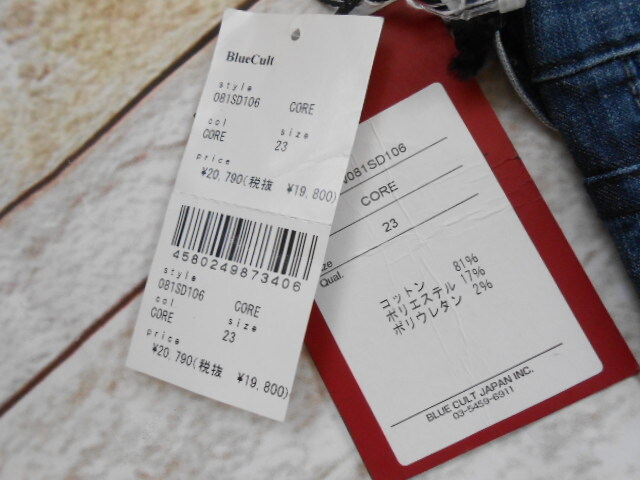 BlueCult
style
081SD106 CORE
col size
CORE 23
price
¥20,790(税抜 ¥19,800)
4580249873406
style
081SD106 CORE
col size
CORE 23
price
¥20,790(税抜 ¥19,800)
081SD106
CORE
23
Qual.
コットン 81%
ポリエステル 17%
ポリウレタン 2%
BLUE CULT JAPAN INC.
03-5459-6911